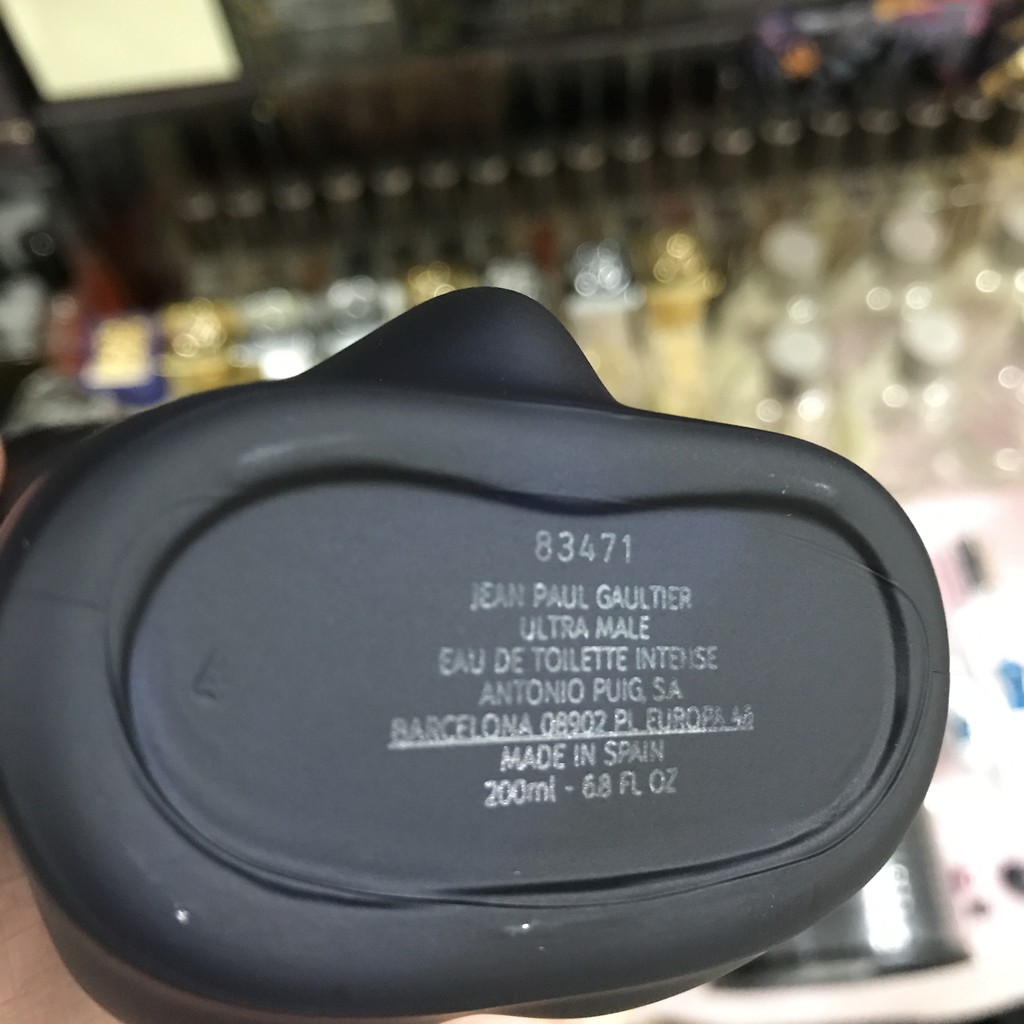 83471
JEAN PAUL GAULTIER
ULTRA MALE
EAU DE TOILETTE INTENSE
ANTONIO PUIG, SA
BARCELONA 08902 PL. EUROPA 46
MADE IN SPAIN
200ml - 6.8 FL OZ